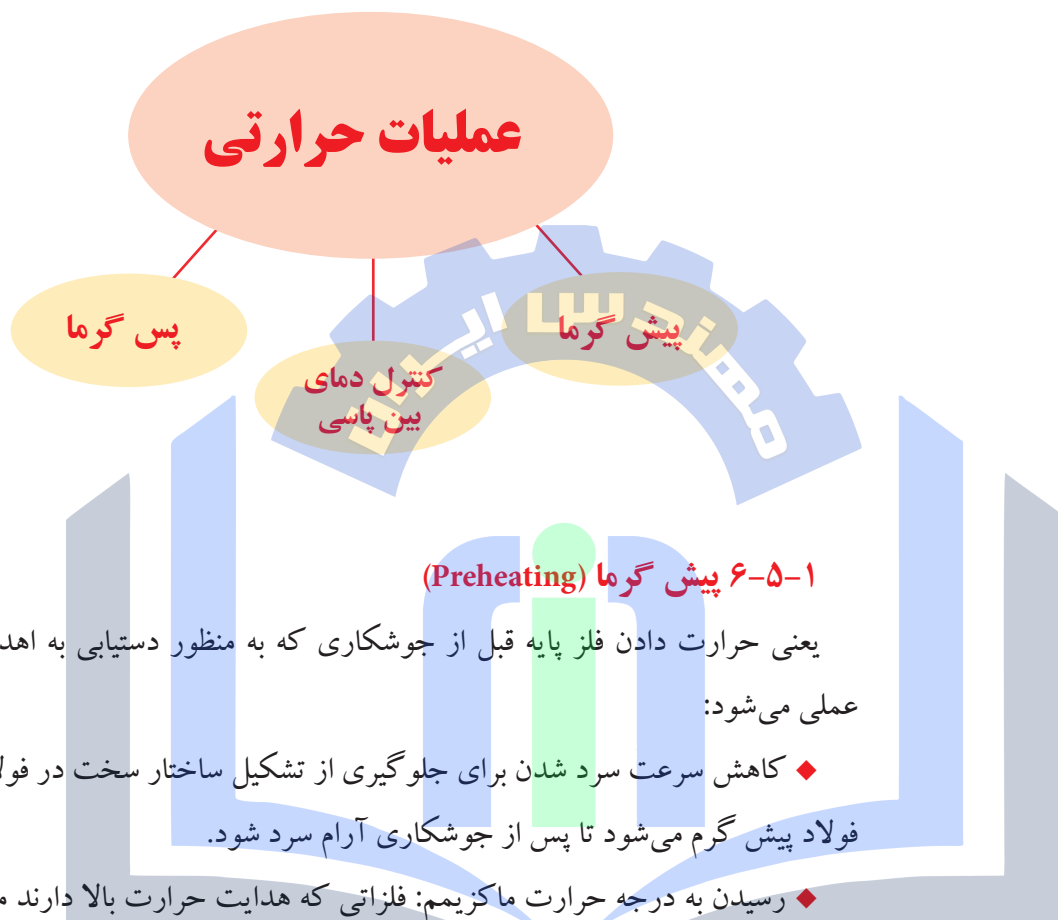 عملیات حرارتی
پیش گرما
کنترل دمای
بین پاسی
پس گرما
مهندس ایرانی
۶-۵-۱ پیش گرما (Preheating)
یعنی حرارت دادن فلز پایه قبل از جوشکاری که به منظور دستیابی به
عملی می‌شود:
◆ کاهش سرعت سرد شدن برای جلوگیری از تشکیل ساختار سخت در
فولاد پیش گرم می‌شود تا پس از جوشکاری آرام سرد شود.
◆ رسیدن به درجه حرارت ماکزیمم: فلزاتی که هدایت حرارت بالا دارند